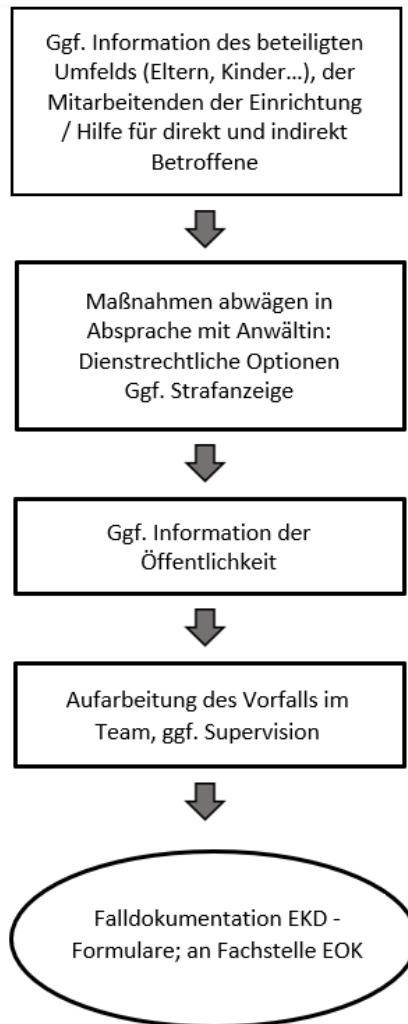 Ggf. Information des beteiligten
Umfelds (Eltern, Kinder...), der
Mitarbeitenden der Einrichtung
/ Hilfe für direkt und indirekt
Betroffene
Maßnahmen abwägen in
Absprache mit Anwältin:
Dienstrechtliche Optionen
Ggf. Strafanzeige
Ggf. Information der
Öffentlichkeit
Aufarbeitung des Vorfalls im
Team, ggf. Supervision
Falldokumentation EKD -
Formulare; an Fachstelle EOK